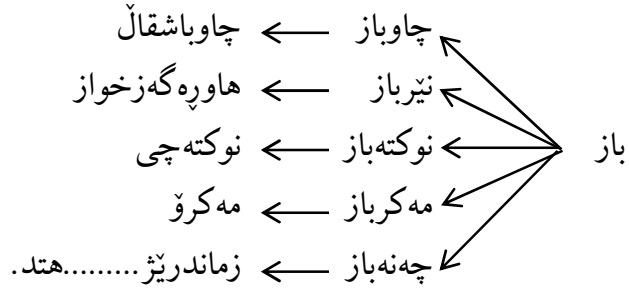 چاوباز ← چاوباشقاڵ
نێرباز ← هاوڕەگەزخواز
باز نوکتەباز ← نوکتەچی
مەکرباز ← مەکرۆ
چەنەباز ← زماندرێژ.........هتد.